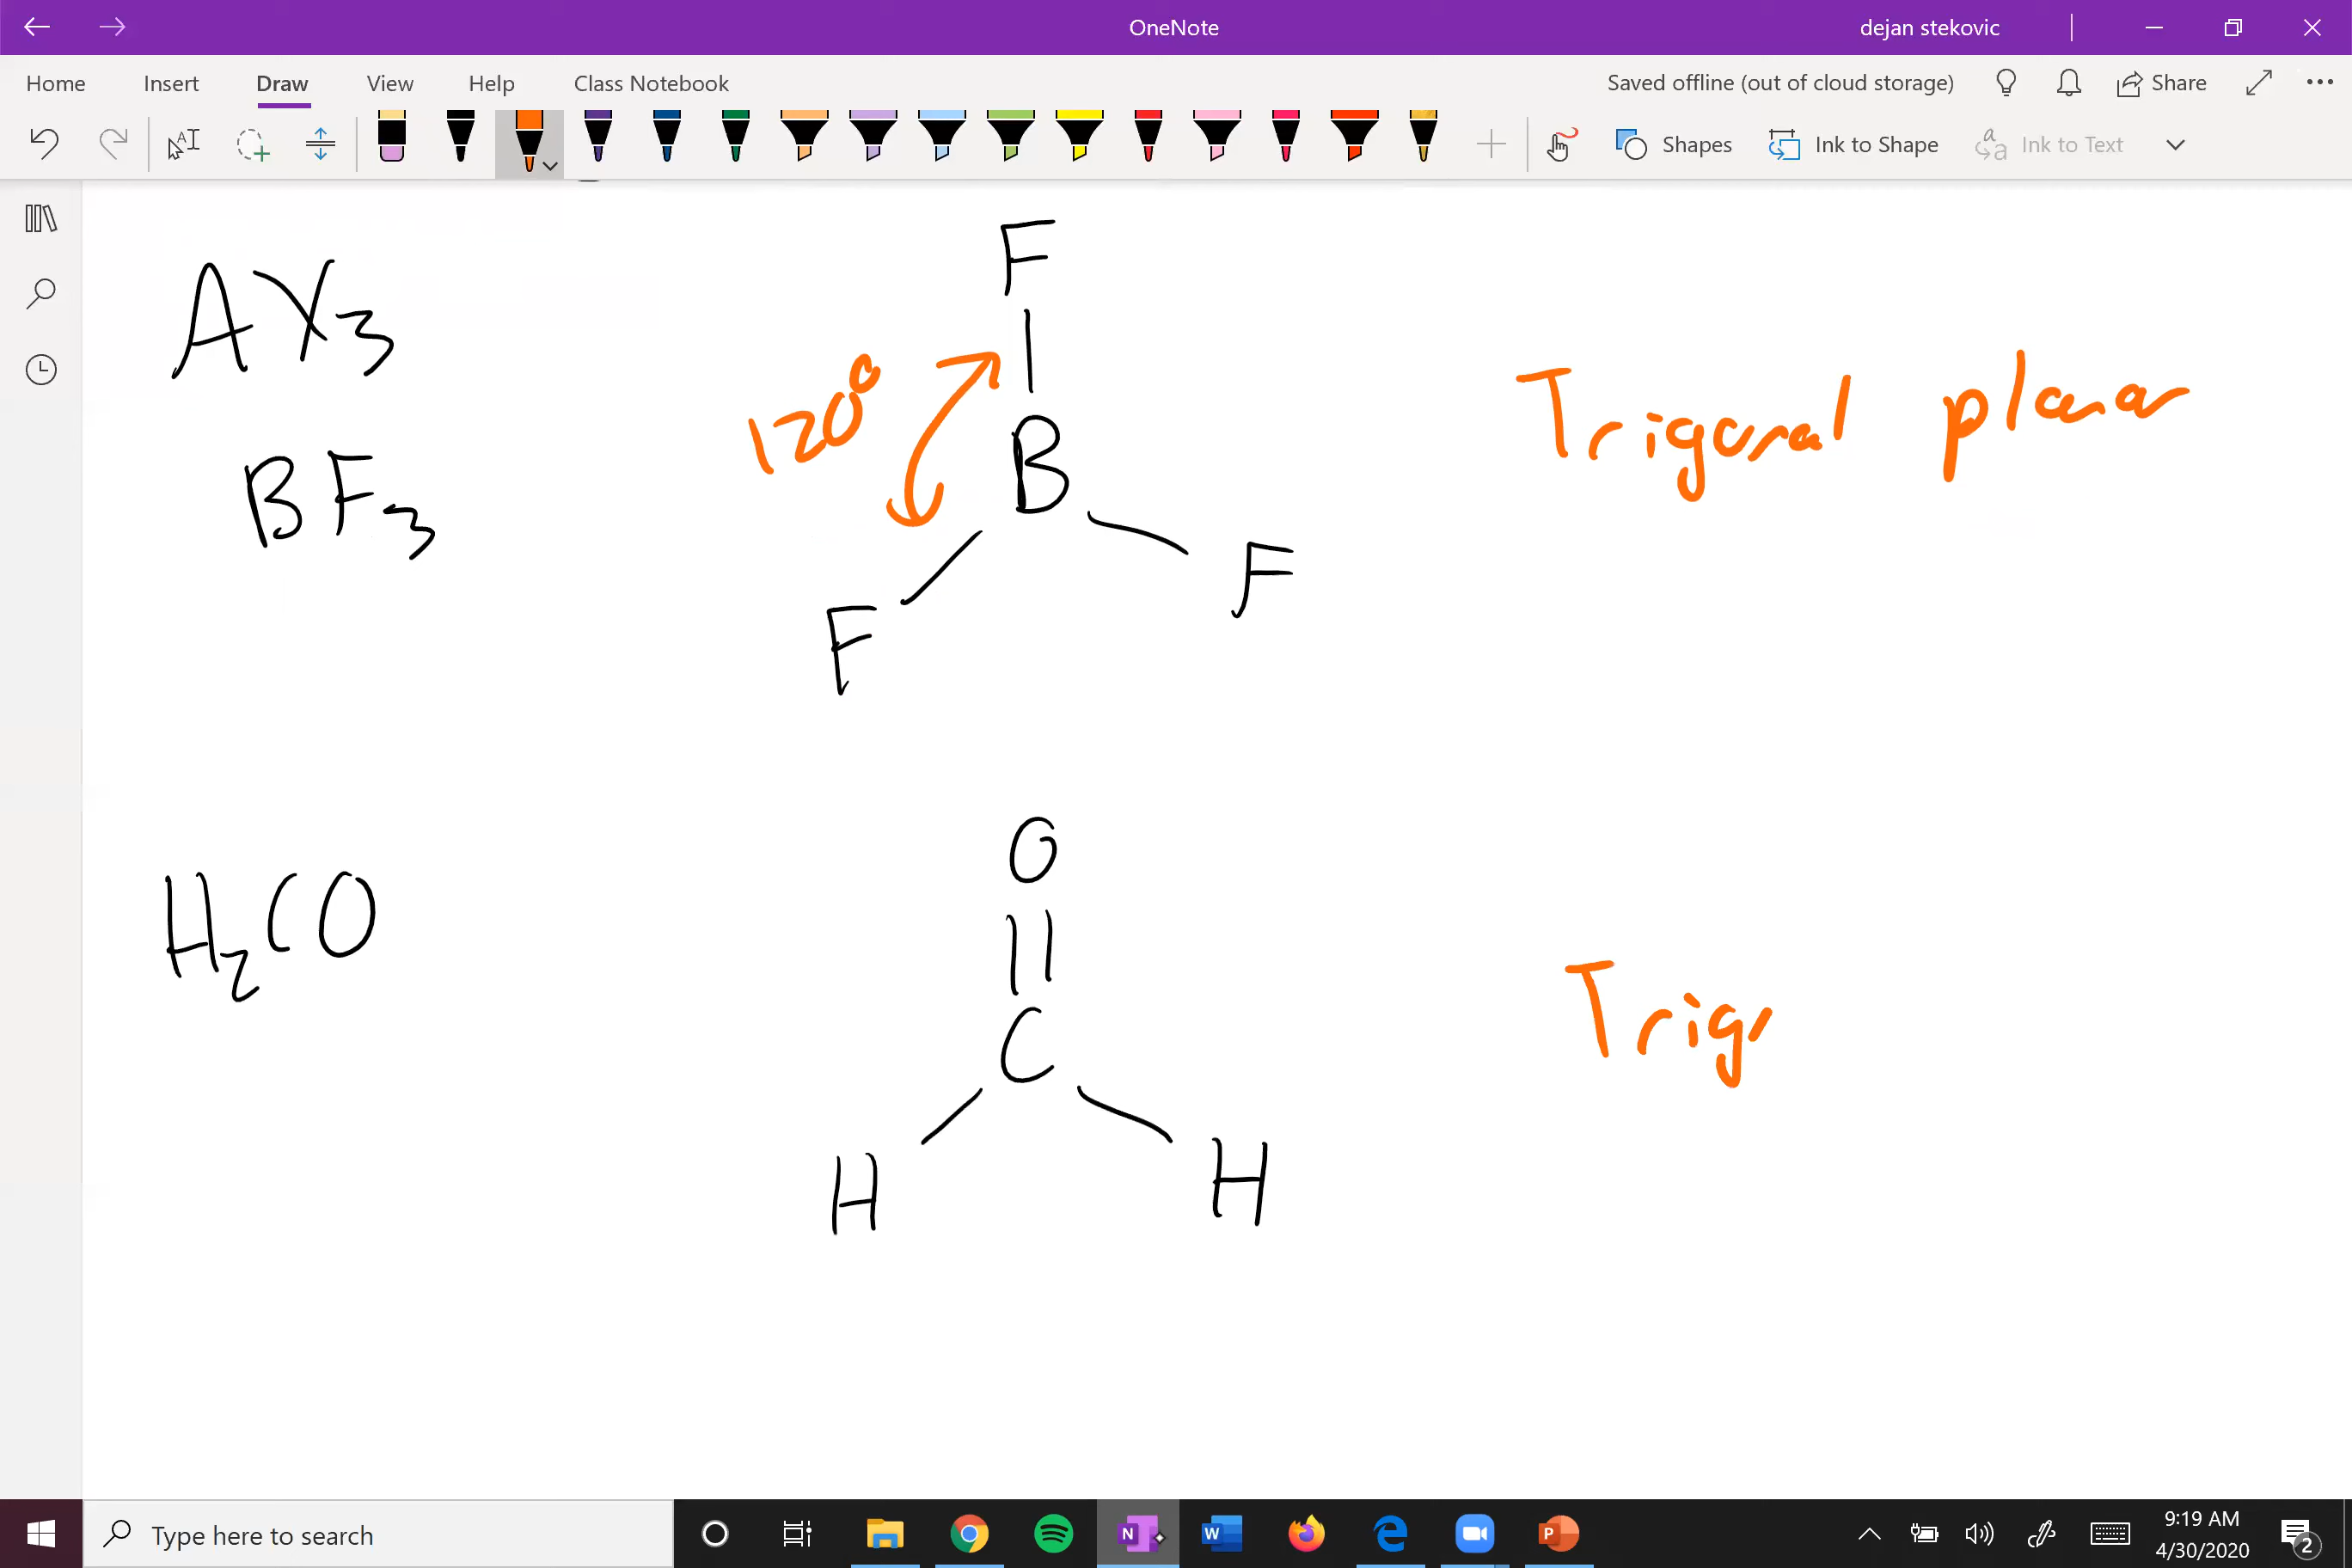 OneNote
dejan stekovic
Home Insert Draw View Help Class Notebook
Saved offline (out of cloud storage) Share
Shapes Ink to Shape Ink to Text
AX₃
BF₃
F
120°
B
F
F
Trigonal planar
H₂CO
O
C
H
H
Trig
Type here to search
9:19 AM
4/30/2020
2